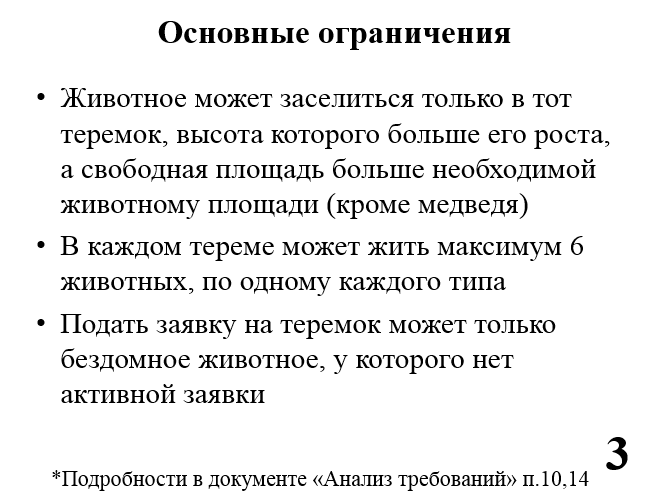 Основные ограничения
• Животное может заселиться только в тот
теремок, высота которого больше его роста,
а свободная площадь больше необходимой
животному площади (кроме медведя)
• В каждом тереме может жить максимум 6
животных, по одному каждого типа
• Подать заявку на теремок может только
бездомное животное, у которого нет
активной заявки
3
*Подробности в документе «Анализ требований» п.10,14